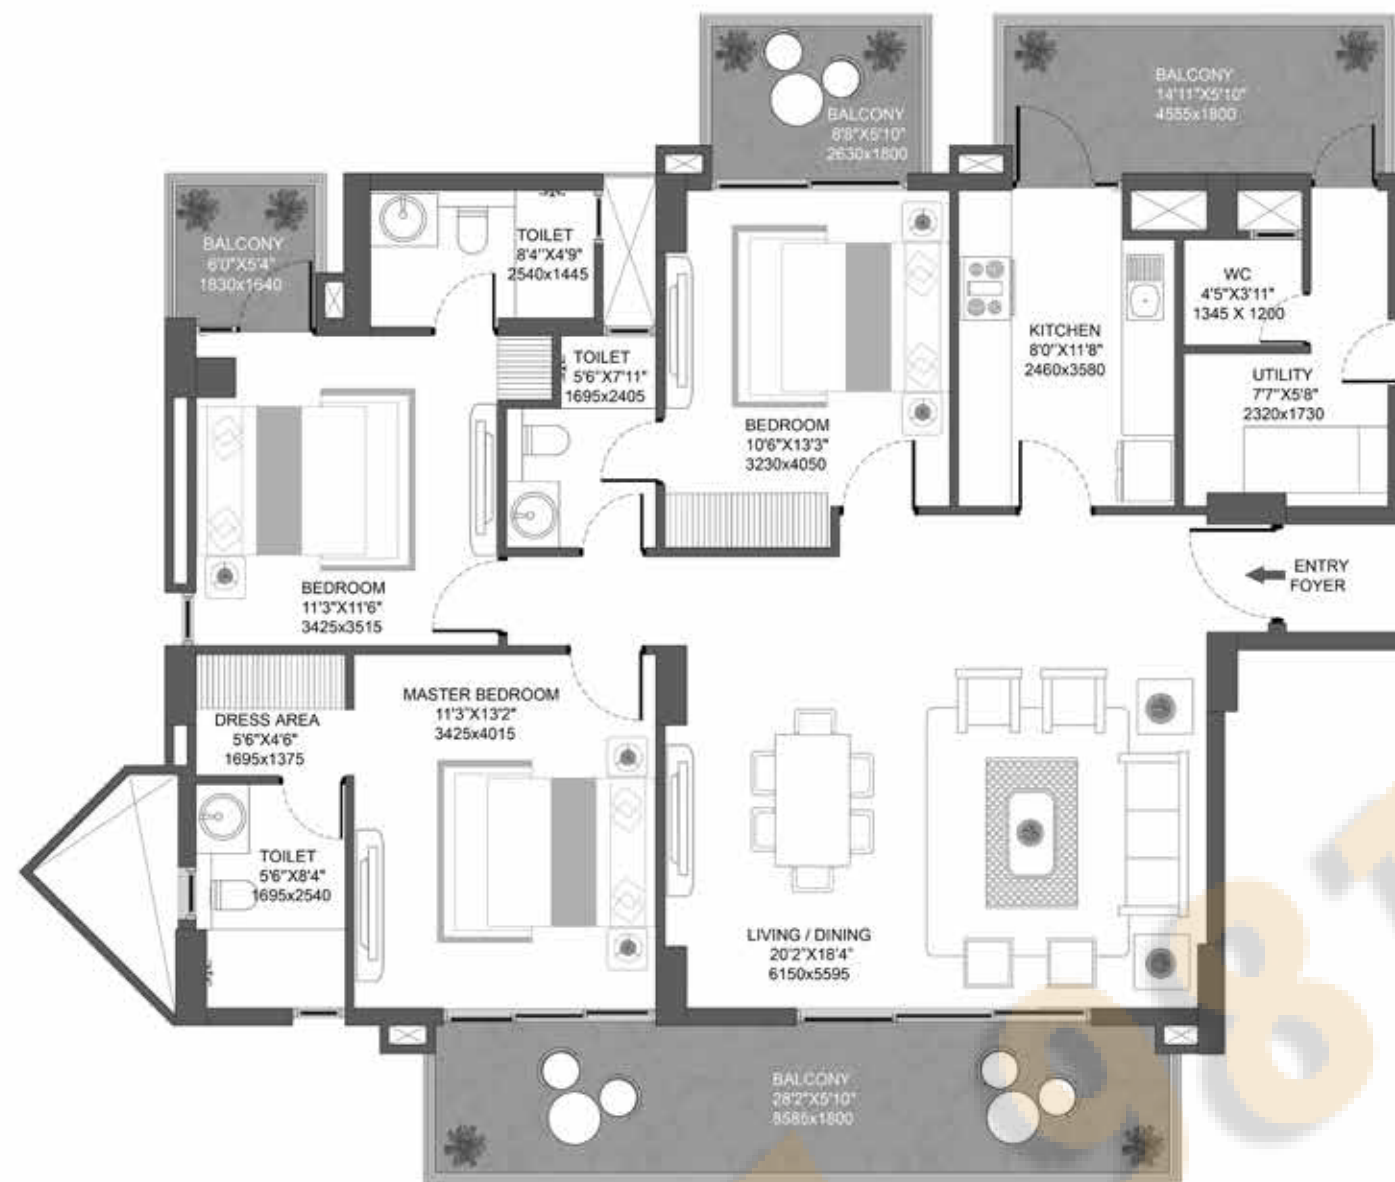 BALCONY
14'11"X5'10"
4555x1800
BALCONY
8'8"X5'10"
2630x1800
BALCONY
6'0"X5'4"
1830x1640
TOILET
8'4"X4'9"
2540x1445
WC
4'5"X3'11"
1345 X 1200
KITCHEN
8'0"X11'8"
2460x3580
TOILET
5'6"X7'11"
1695x2405
UTILITY
7'7"X5'8"
2320x1730
BEDROOM
10'6"X13'3"
3230x4050
ENTRY
FOYER
BEDROOM
11'3"X11'6"
3425x3515
MASTER BEDROOM
11'3"X13'2"
3425x4015
DRESS AREA
5'6"X4'6"
1695x1375
TOILET
5'6"X8'4"
1695x2540
LIVING / DINING
20'2"X18'4"
6150x5595
BALCONY
28'2"X5'10"
8585x1800